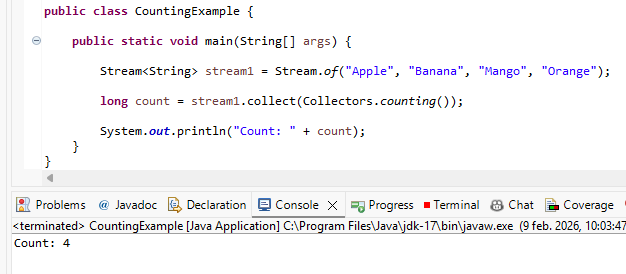 public class CountingExample {
public static void main(String[] args) {
Stream<String> stream1 = Stream.of("Apple", "Banana", "Mango", "Orange");
long count = stream1.collect(Collectors.counting());
System.out.println("Count: " + count);
}
}
Problems @ Javadoc Declaration Console Progress Terminal Chat Coverage
<terminated> CountingExample [Java Application] C:\Program Files\Java\jdk-17\bin\javaw.exe (9 feb. 2026, 10:03:47
Count: 4